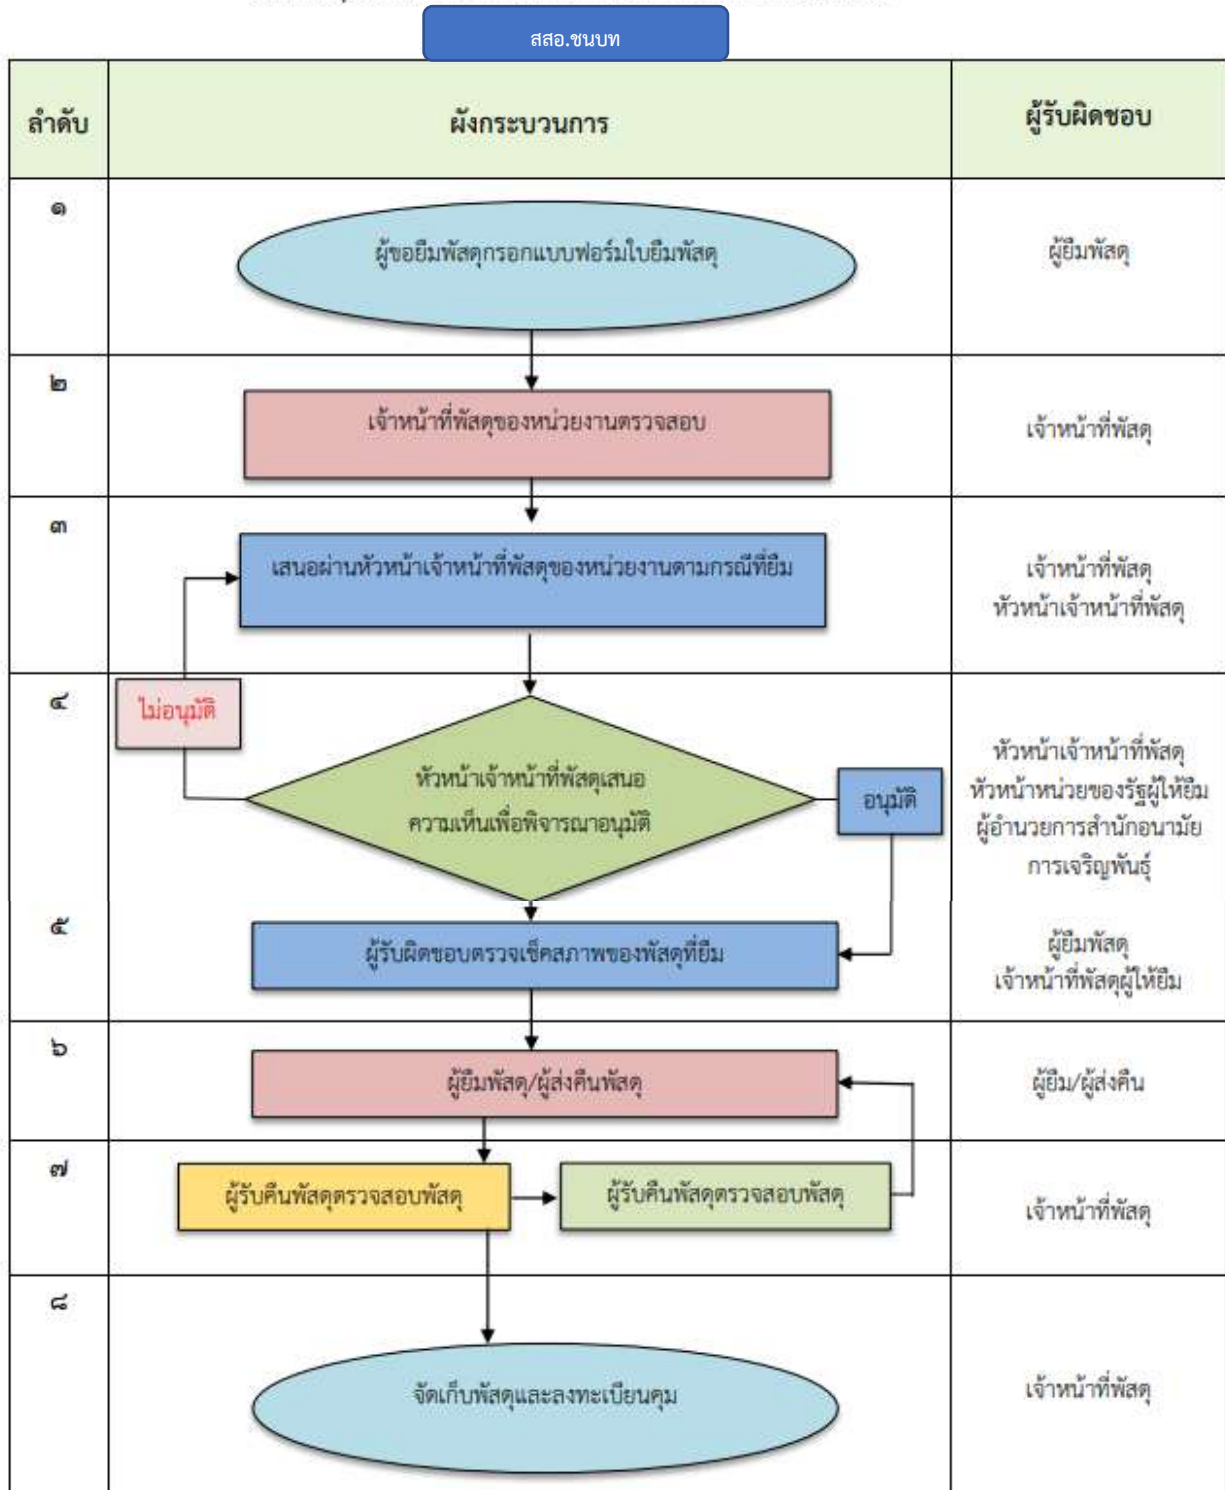 สสอ.ชนบท
ลำดับ
ผังกระบวนการ
ผู้รับผิดชอบ
๑
ผู้ขอยืมพัสดุกรอกแบบฟอร์มใบยืมพัสดุ
ผู้ยืมพัสดุ
๒
เจ้าหน้าที่พัสดุของหน่วยงานตรวจสอบ
เจ้าหน้าที่พัสดุ
๓
เสนอผ่านหัวหน้าเจ้าหน้าที่พัสดุของหน่วยงานตามกรณีที่ยืม
เจ้าหน้าที่พัสดุ
หัวหน้าเจ้าหน้าที่พัสดุ
๔
ไม่อนุมัติ
หัวหน้าเจ้าหน้าที่พัสดุเสนอ
ความเห็นเพื่อพิจารณาอนุมัติ
อนุมัติ
หัวหน้าเจ้าหน้าที่พัสดุ
หัวหน้าหน่วยของรัฐผู้ให้ยืม
ผู้อำนวยการสำนักอนามัย
การเจริญพันธุ์
๕
ผู้รับผิดชอบตรวจเช็คสภาพของพัสดุที่ยืม
ผู้ยืมพัสดุ
เจ้าหน้าที่พัสดุผู้ให้ยืม
๖
ผู้ยืมพัสดุ/ผู้ส่งคืนพัสดุ
ผู้ยืม/ผู้ส่งคืน
๗
ผู้รับคืนพัสดุตรวจสอบพัสดุ
ผู้รับคืนพัสดุตรวจสอบพัสดุ
เจ้าหน้าที่พัสดุ
๘
จัดเก็บพัสดุและลงทะเบียนคุม
เจ้าหน้าที่พัสดุ